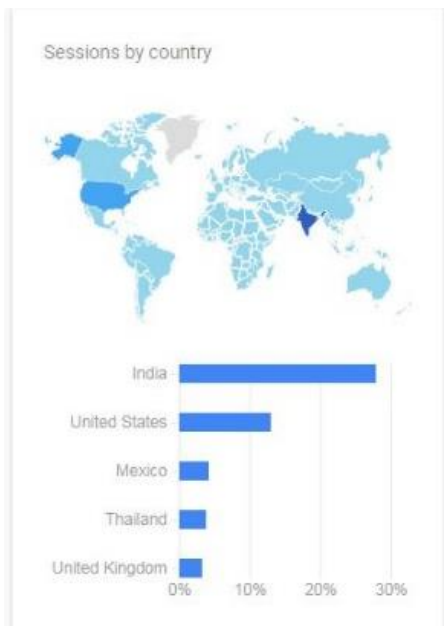 Sessions by country
India
United States
Mexico
Thailand
United Kingdom
0% 10% 20% 30%